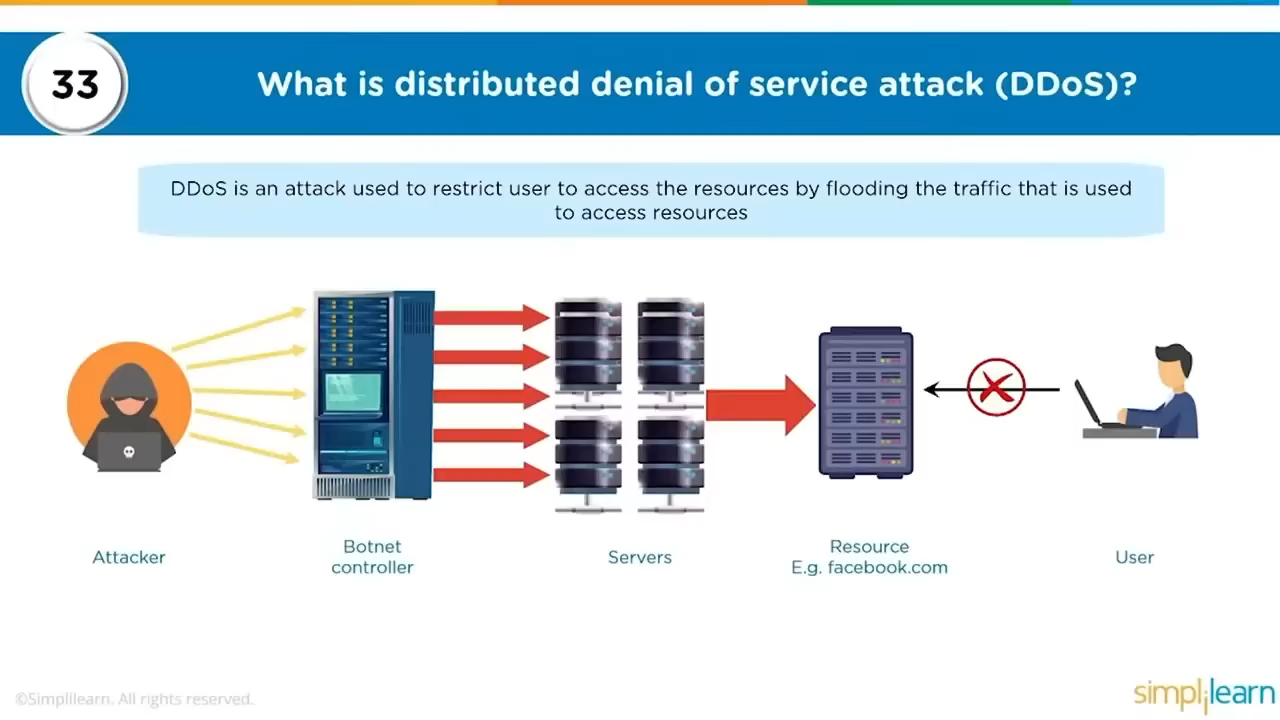 33
What is distributed denial of service attack (DDoS)?
DDoS is an attack used to restrict user to access the resources by flooding the traffic that is used
to access resources
Attacker
Botnet
controller
Servers
Resource
E.g. facebook.com
User
©Simplilearn. All rights reserved.
simplilearn